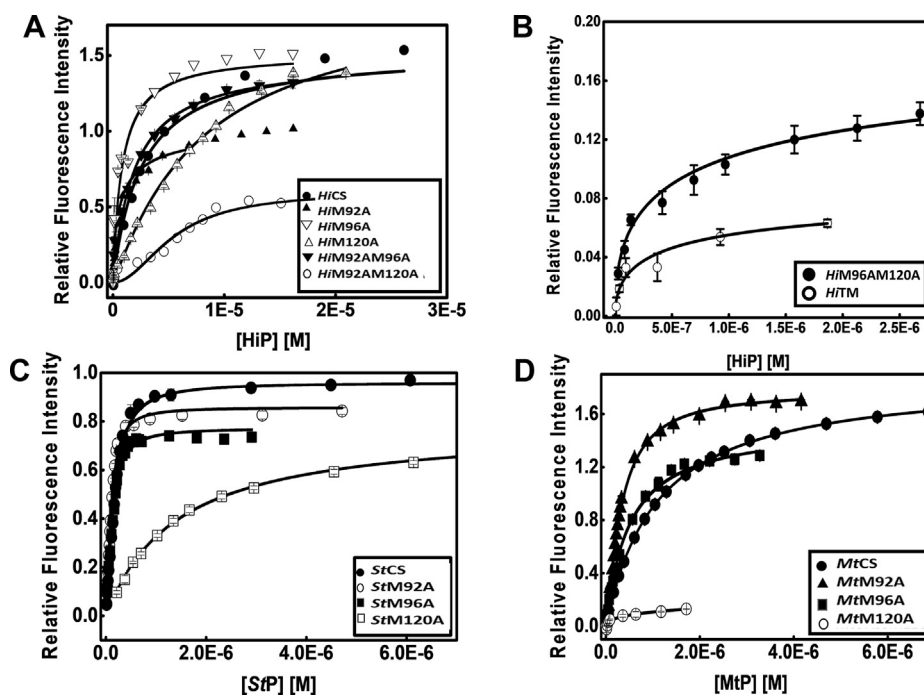 A
Relative Fluorescence Intensity
1.5
1.0
0.5
0.0
0
1E-5
2E-5
3E-5
[HiP] [M]
HiCS
HiM92A
HiM96A
HiM120A
HiM92AM96A
HiM92AM120A
B
Relative Fluorescence Intensity
0.20
0.16
0.12
0.08
0.04
0.00
0.0
5.0E-7
1.0E-6
1.5E-6
2.0E-6
2.5E-6
[HiP] [M]
HiM96AM120A
HiTM
C
Relative Fluorescence Intensity
1.0
0.8
0.6
0.4
0.2
0.0
0.0
2.0E-6
4.0E-6
6.0E-6
[StP] [M]
StCS
StM92A
StM96A
StM120A
D
Relative Fluorescence Intensity
1.6
1.2
0.8
0.4
0.0
0.0
2.0E-6
4.0E-6
6.0E-6
[MtP] [M]
MtCS
MtM92A
MtM96A
MtM120A